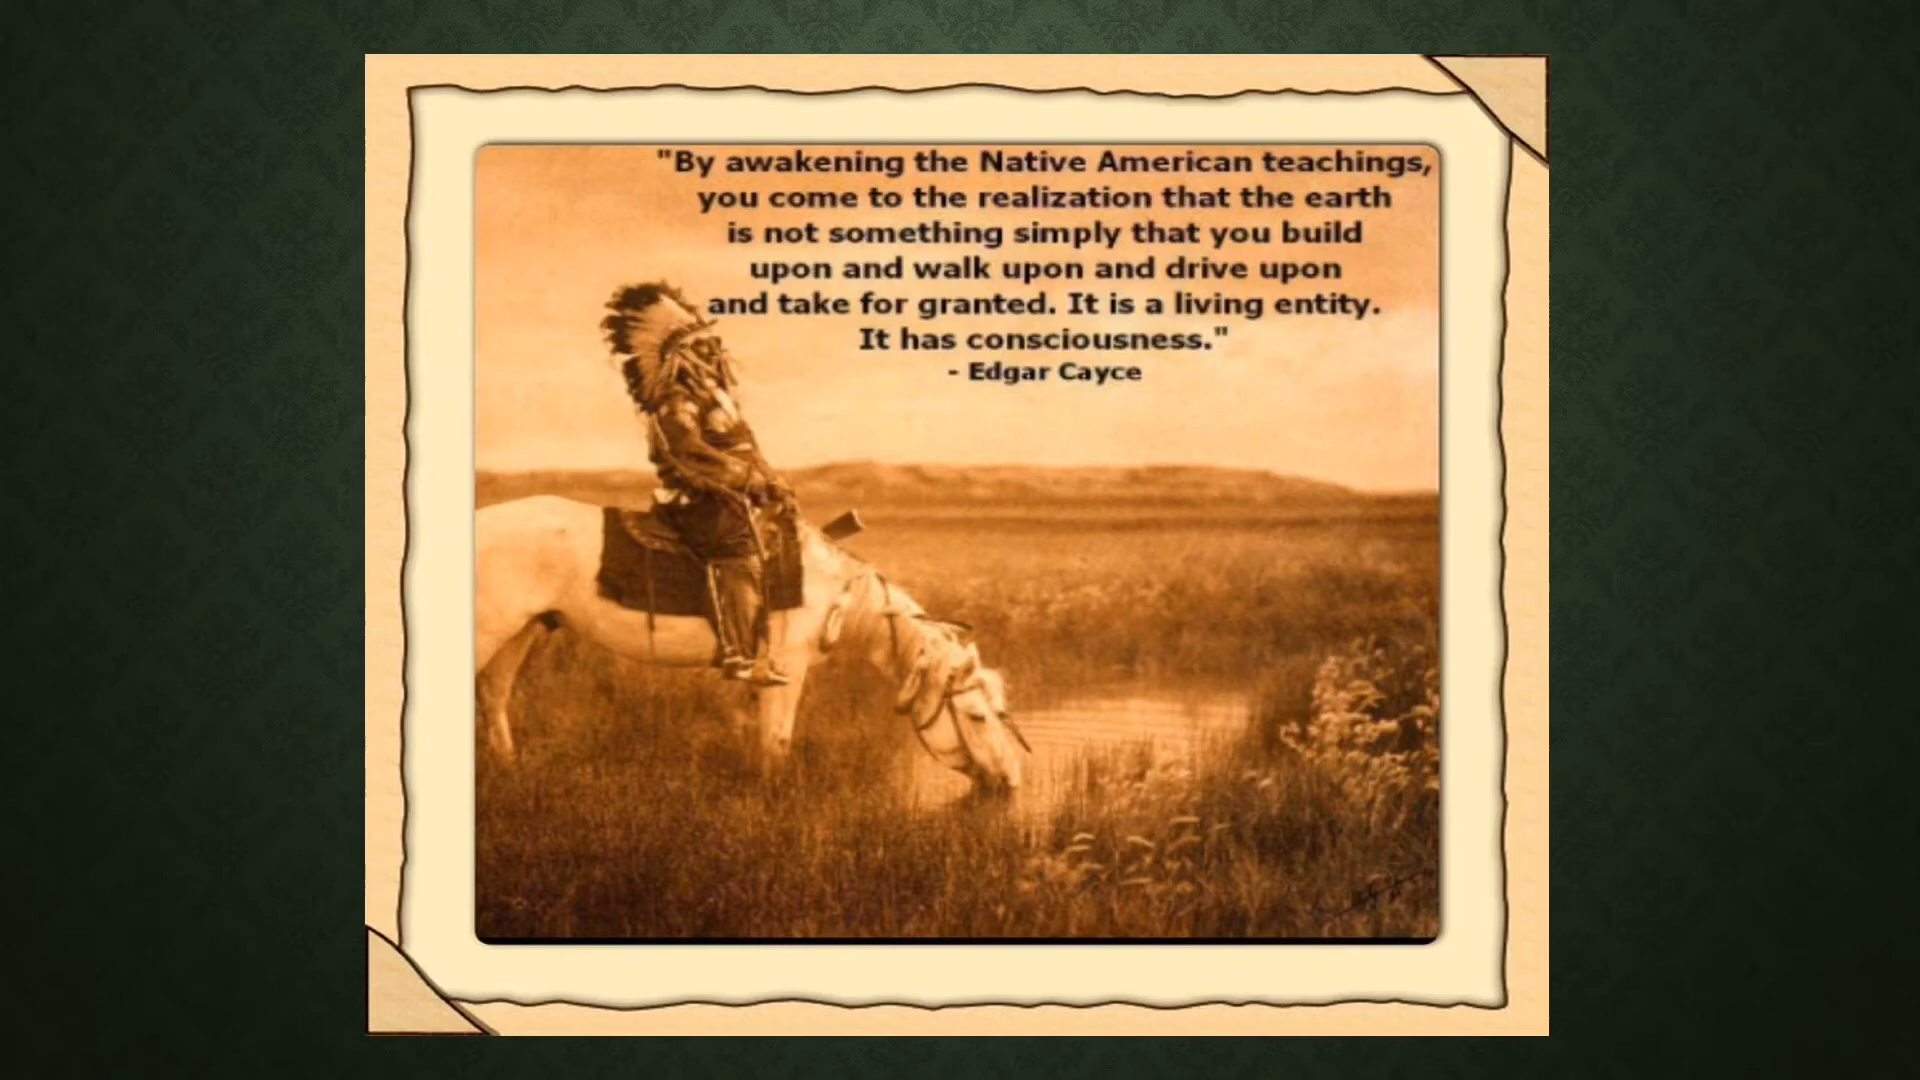 "By awakening the Native American teachings,
you come to the realization that the earth
is not something simply that you build
upon and walk upon and drive upon
and take for granted. It is a living entity.
It has consciousness."
- Edgar Cayce